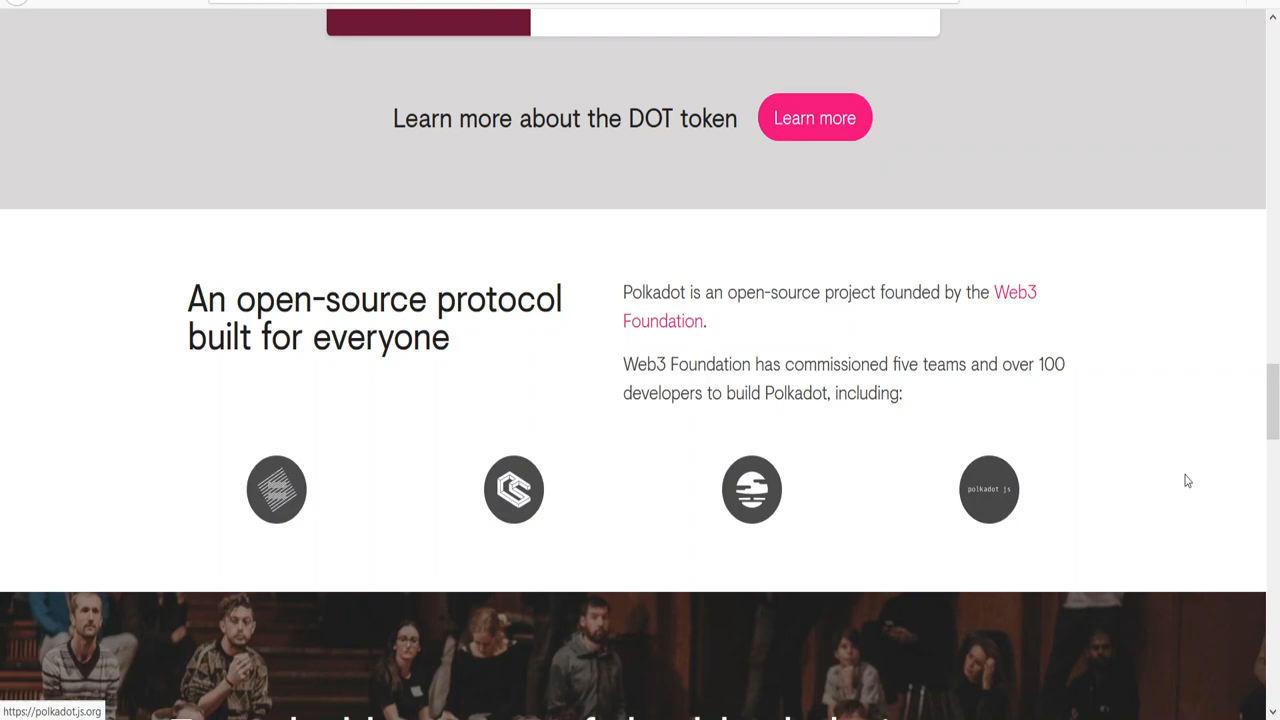 Learn more about the DOT token
Learn more
An open-source protocol
built for everyone
Polkadot is an open-source project founded by the Web3
Foundation.
Web3 Foundation has commissioned five teams and over 100
developers to build Polkadot, including:
polkadot js
https://polkadot.js.org